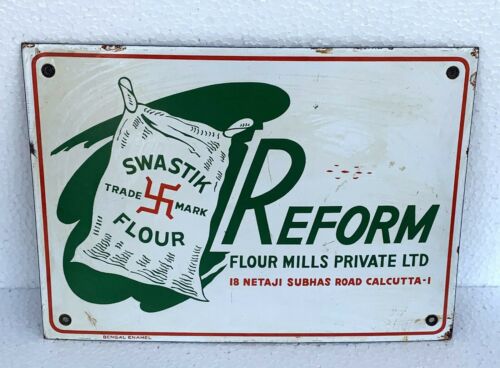 SWASTIK
TRADE MARK
FLOUR
REFORM
FLOUR MILLS PRIVATE LTD
18 NETAJI SUBHAS ROAD CALCUTTA-1
BENGAL ENAMEL